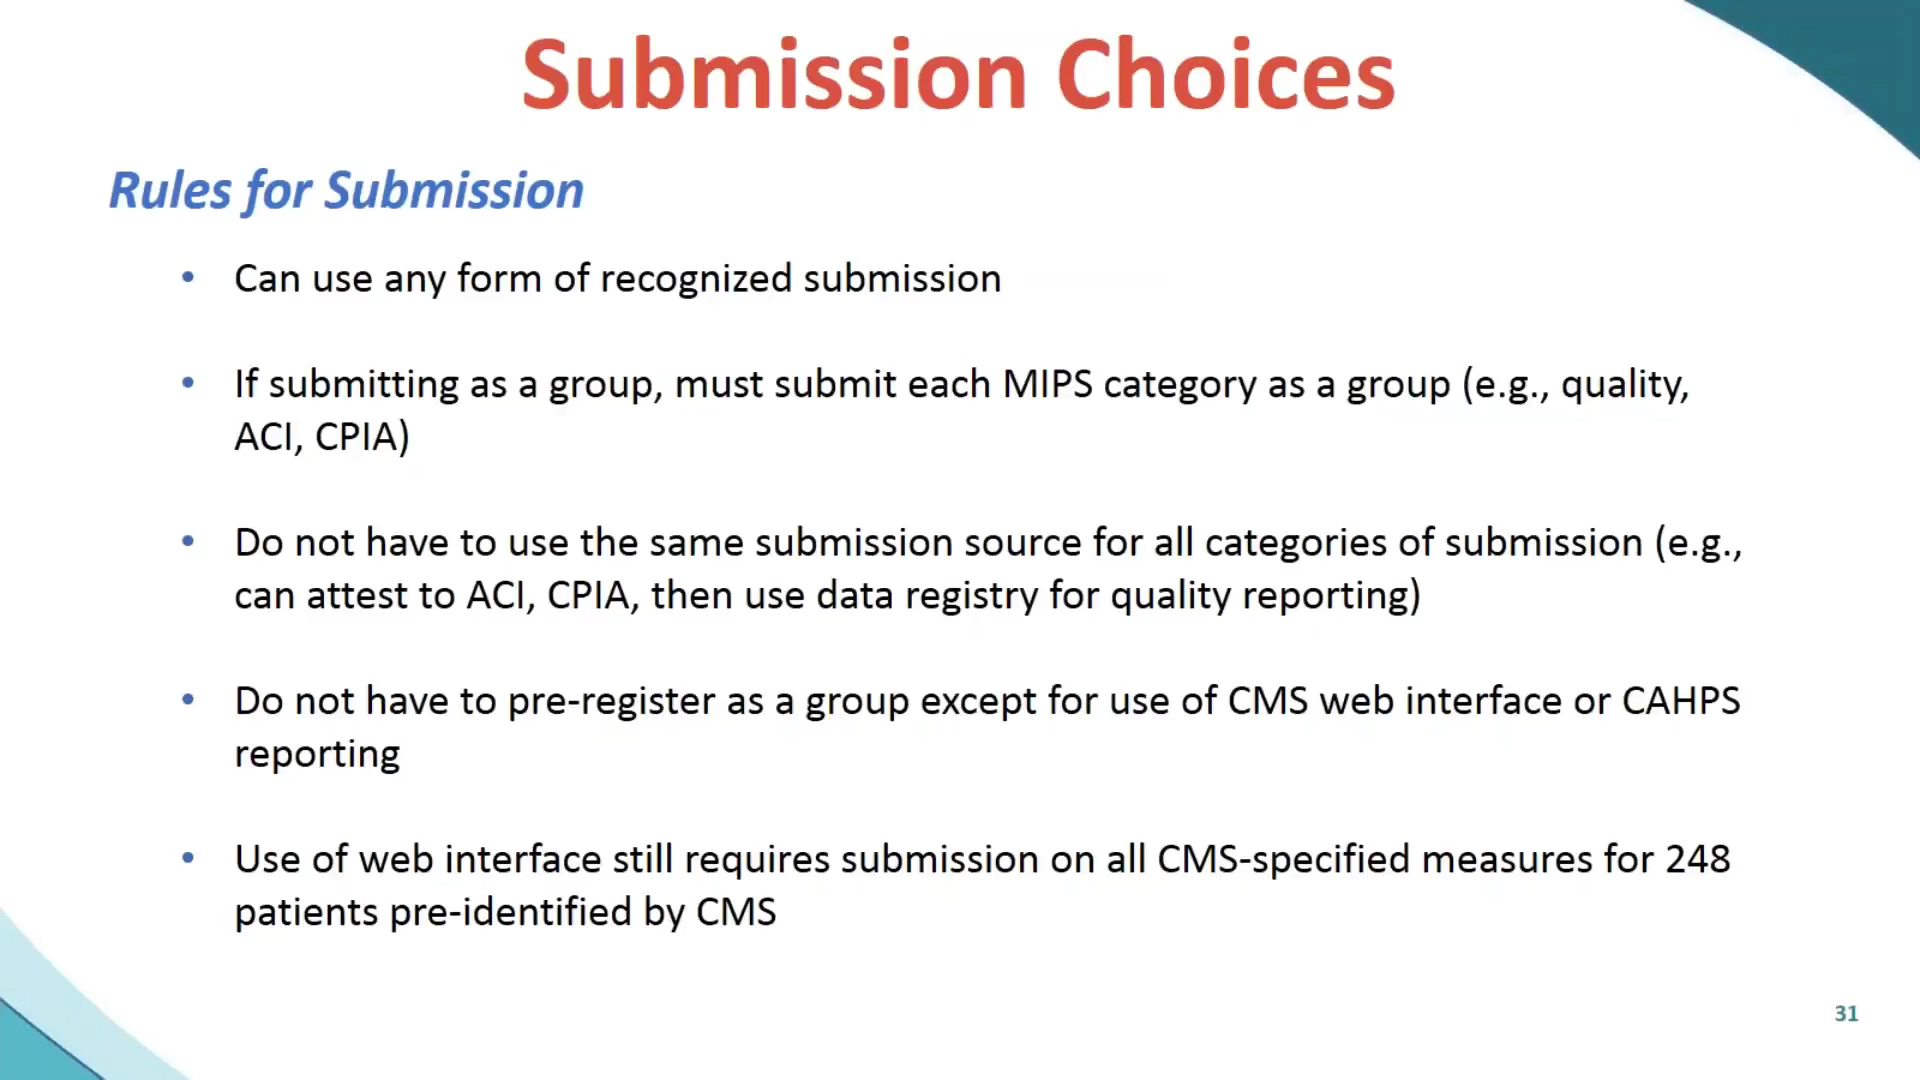 Submission Choices
Rules for Submission
• Can use any form of recognized submission
• If submitting as a group, must submit each MIPS category as a group (e.g., quality,
ACI, CPIA)
• Do not have to use the same submission source for all categories of submission (e.g.,
can attest to ACI, CPIA, then use data registry for quality reporting)
• Do not have to pre-register as a group except for use of CMS web interface or CAHPS
reporting
• Use of web interface still requires submission on all CMS-specified measures for 248
patients pre-identified by CMS
31